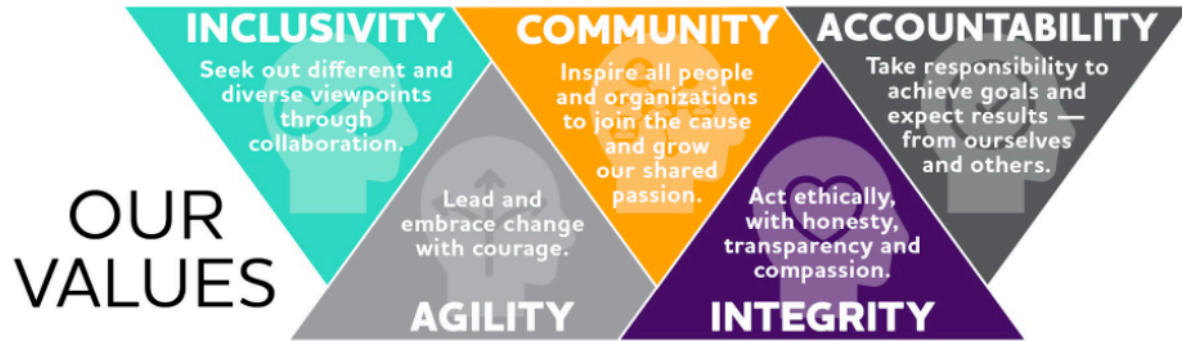 OUR
VALUES
INCLUSIVITY
Seek out different and
diverse viewpoints
through
collaboration.
Lead and
embrace change
with courage.
AGILITY
COMMUNITY
Inspire all people
and organizations
to join the cause
and grow
our shared
passion.
Act ethically,
with honesty,
transparency and
compassion.
INTEGRITY
ACCOUNTABILITY
Take responsibility to
achieve goals and
expect results —
from ourselves
and others.